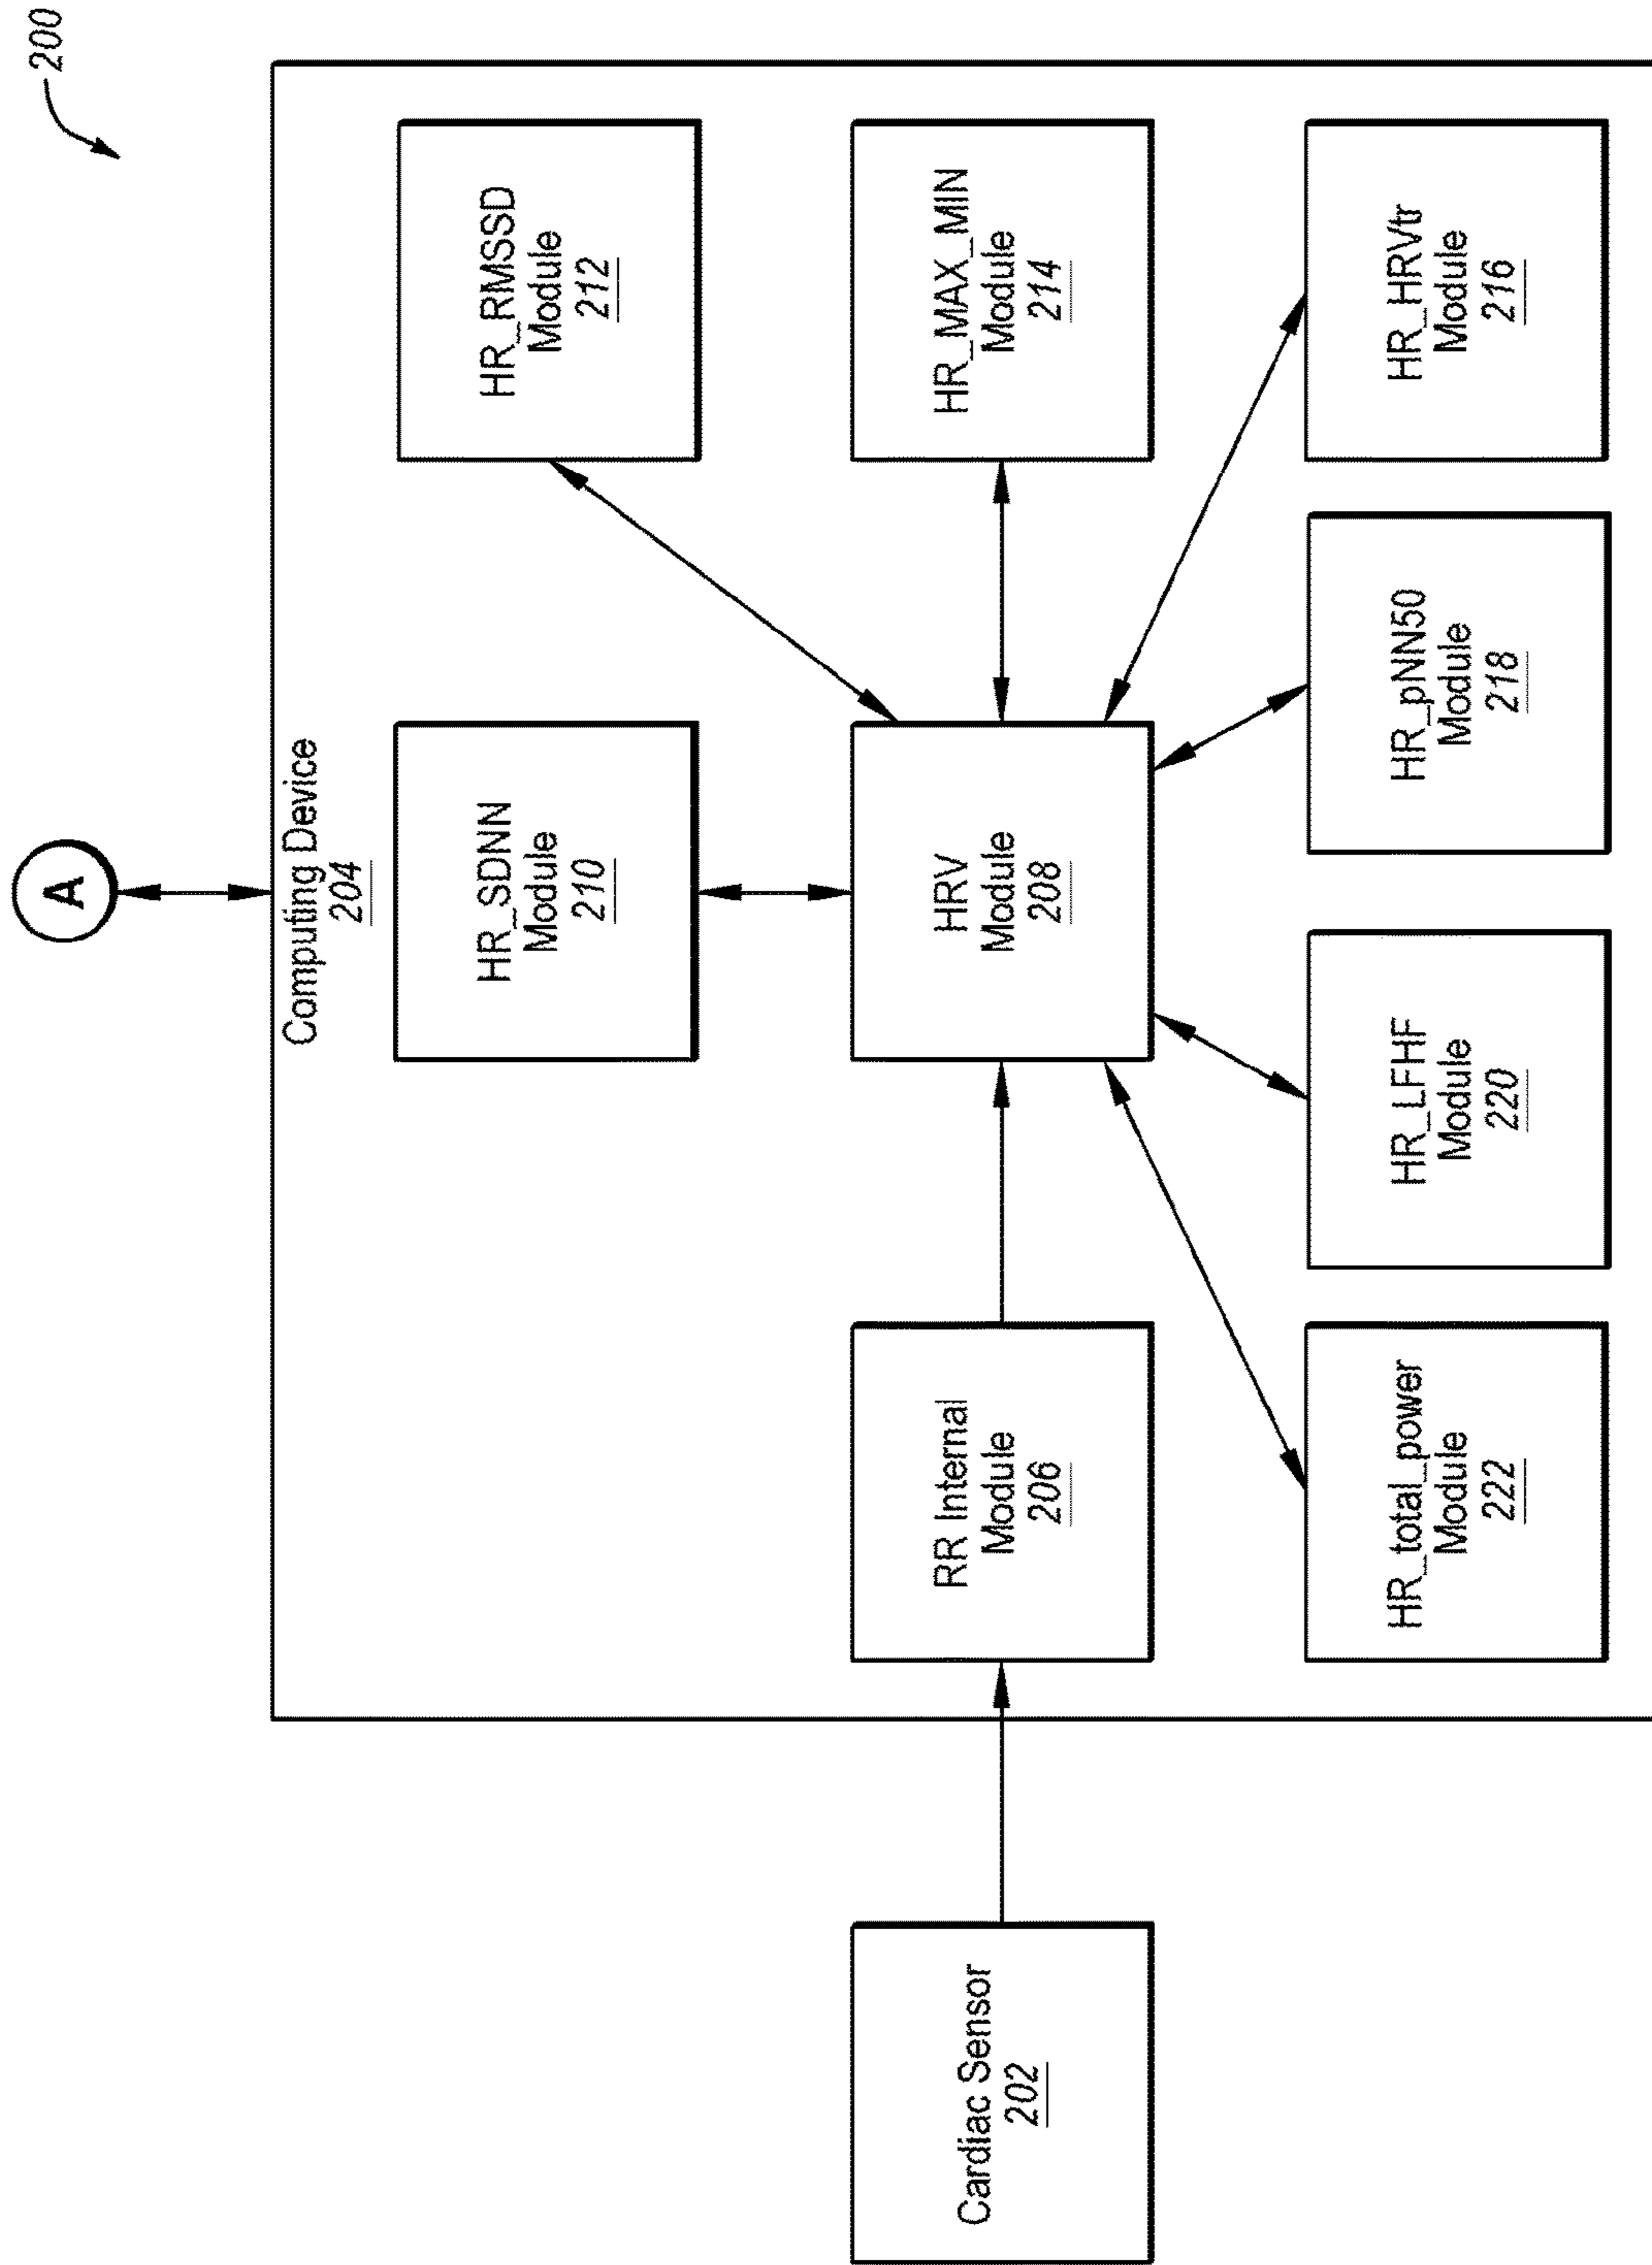 200
A
Computing Device
204
HR_SDNN
Module
210
HR_RMSSD
Module
212
Cardiac Sensor
202
RR Internal
Module
206
HRV
Module
208
HR_MAX_MIN
Module
214
HR_total_power
Module
222
HR_LFHF
Module
220
HR_pNN50
Module
218
HR_HRVtr
Module
216